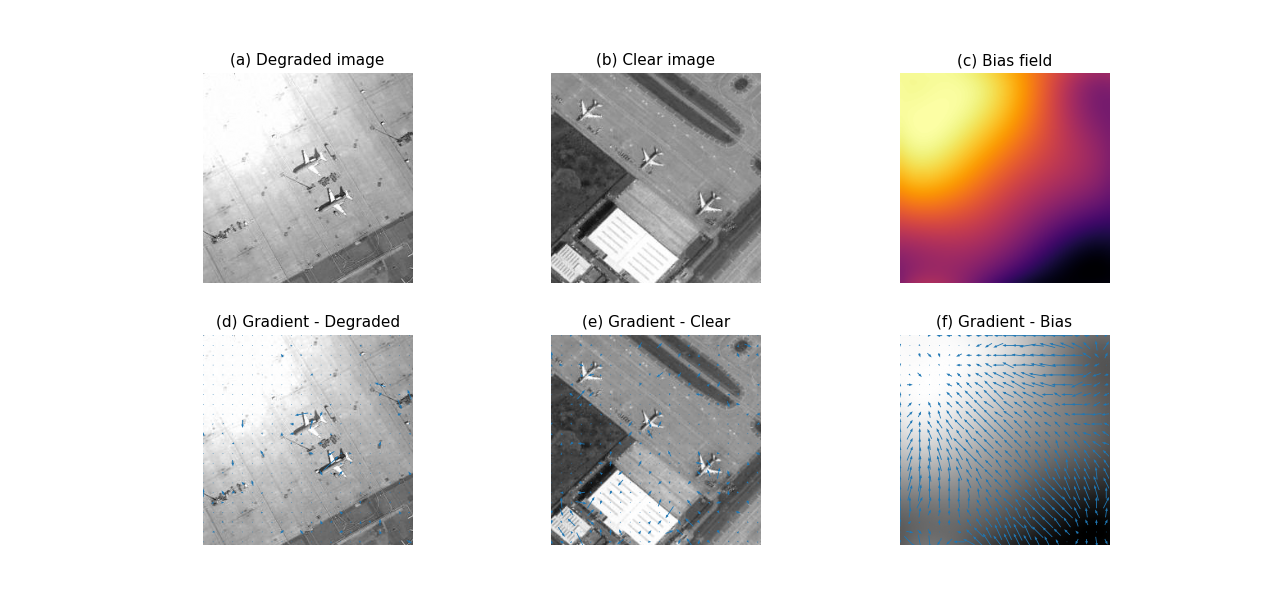 (a) Degraded image
(b) Clear image
(c) Bias field
(d) Gradient - Degraded
(e) Gradient - Clear
(f) Gradient - Bias